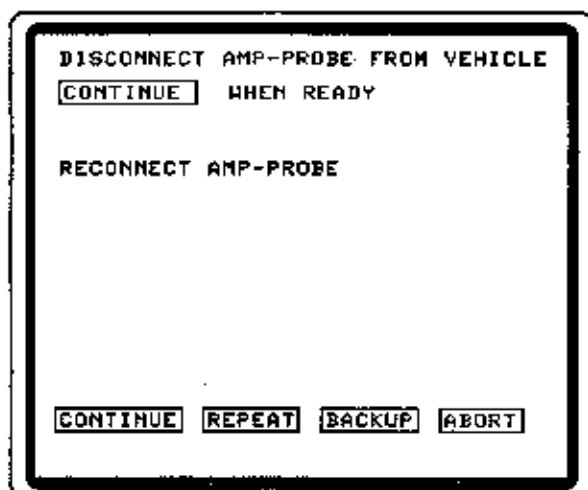 DISCONNECT AMP-PROBE FROM VEHICLE
CONTINUE WHEN READY
RECONNECT AMP-PROBE
CONTINUE REPEAT BACKUP ABORT